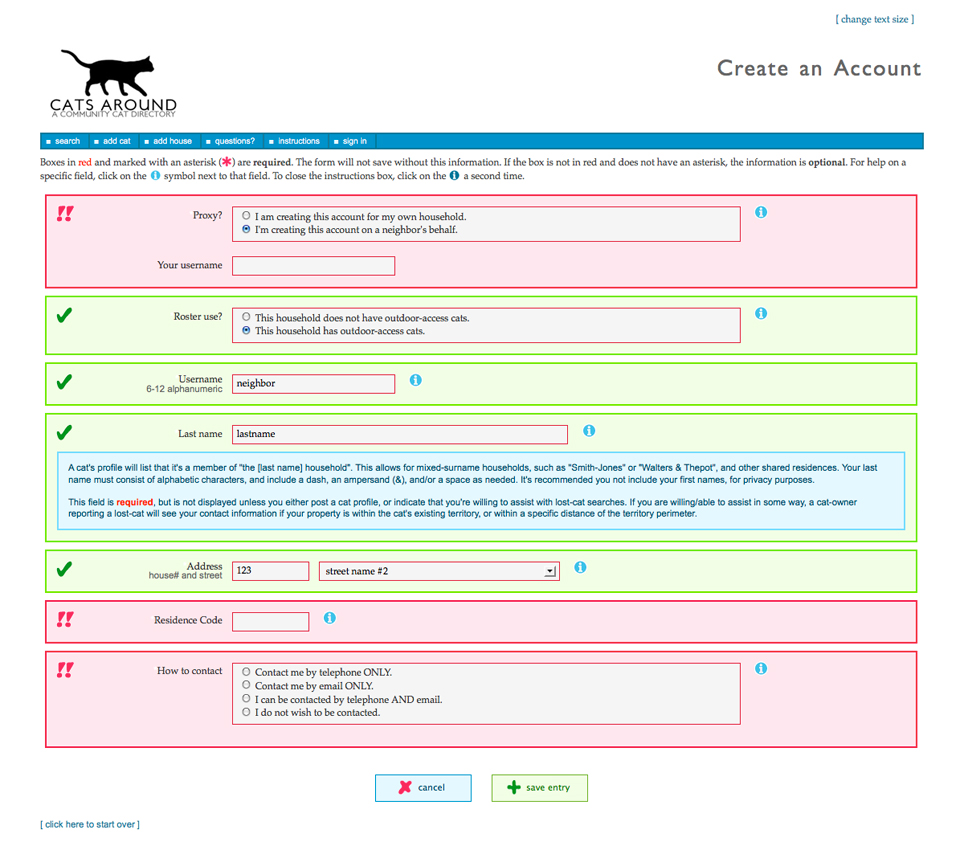 [ change text size ]
CATS AROUND
A COMMUNITY CAT DIRECTORY
Create an Account
search add cat add house questions? instructions sign in
Boxes in red and marked with an asterisk (✱) are required. The form will not save without this information. If the box is not in red and does not have an asterisk, the information is optional. For help on a
specific field, click on the i symbol next to that field. To close the instructions box, click on the i a second time.
!! Proxy? I am creating this account for my own household. i
I'm creating this account on a neighbor's behalf.
Your username
Roster use? This household does not have outdoor-access cats. i
This household has outdoor-access cats.
Username neighbor i
6-12 alphanumeric
Last name lastname i
A cat's profile will list that it's a member of "the [last name] household". This allows for mixed-surname households, such as "Smith-Jones" or "Walters & Thepot", and other shared residences. Your last
name must consist of alphabetic characters, and include a dash, an ampersand (&), and/or a space as needed. It's recommended you not include your first names, for privacy purposes.
This field is required, but is not displayed unless you either post a cat profile, or indicate that you're willing to assist with lost-cat searches. If you are willing/able to assist in some way, a cat-owner
reporting a lost-cat will see your contact information if your property is within the cat's existing territory, or within a specific distance of the territory perimeter.
Address 123 street name #2 i
house# and street
!! Residence Code i
!! How to contact Contact me by telephone ONLY. i
Contact me by email ONLY.
I can be contacted by telephone AND email.
I do not wish to be contacted.
cancel save entry
[ click here to start over ]